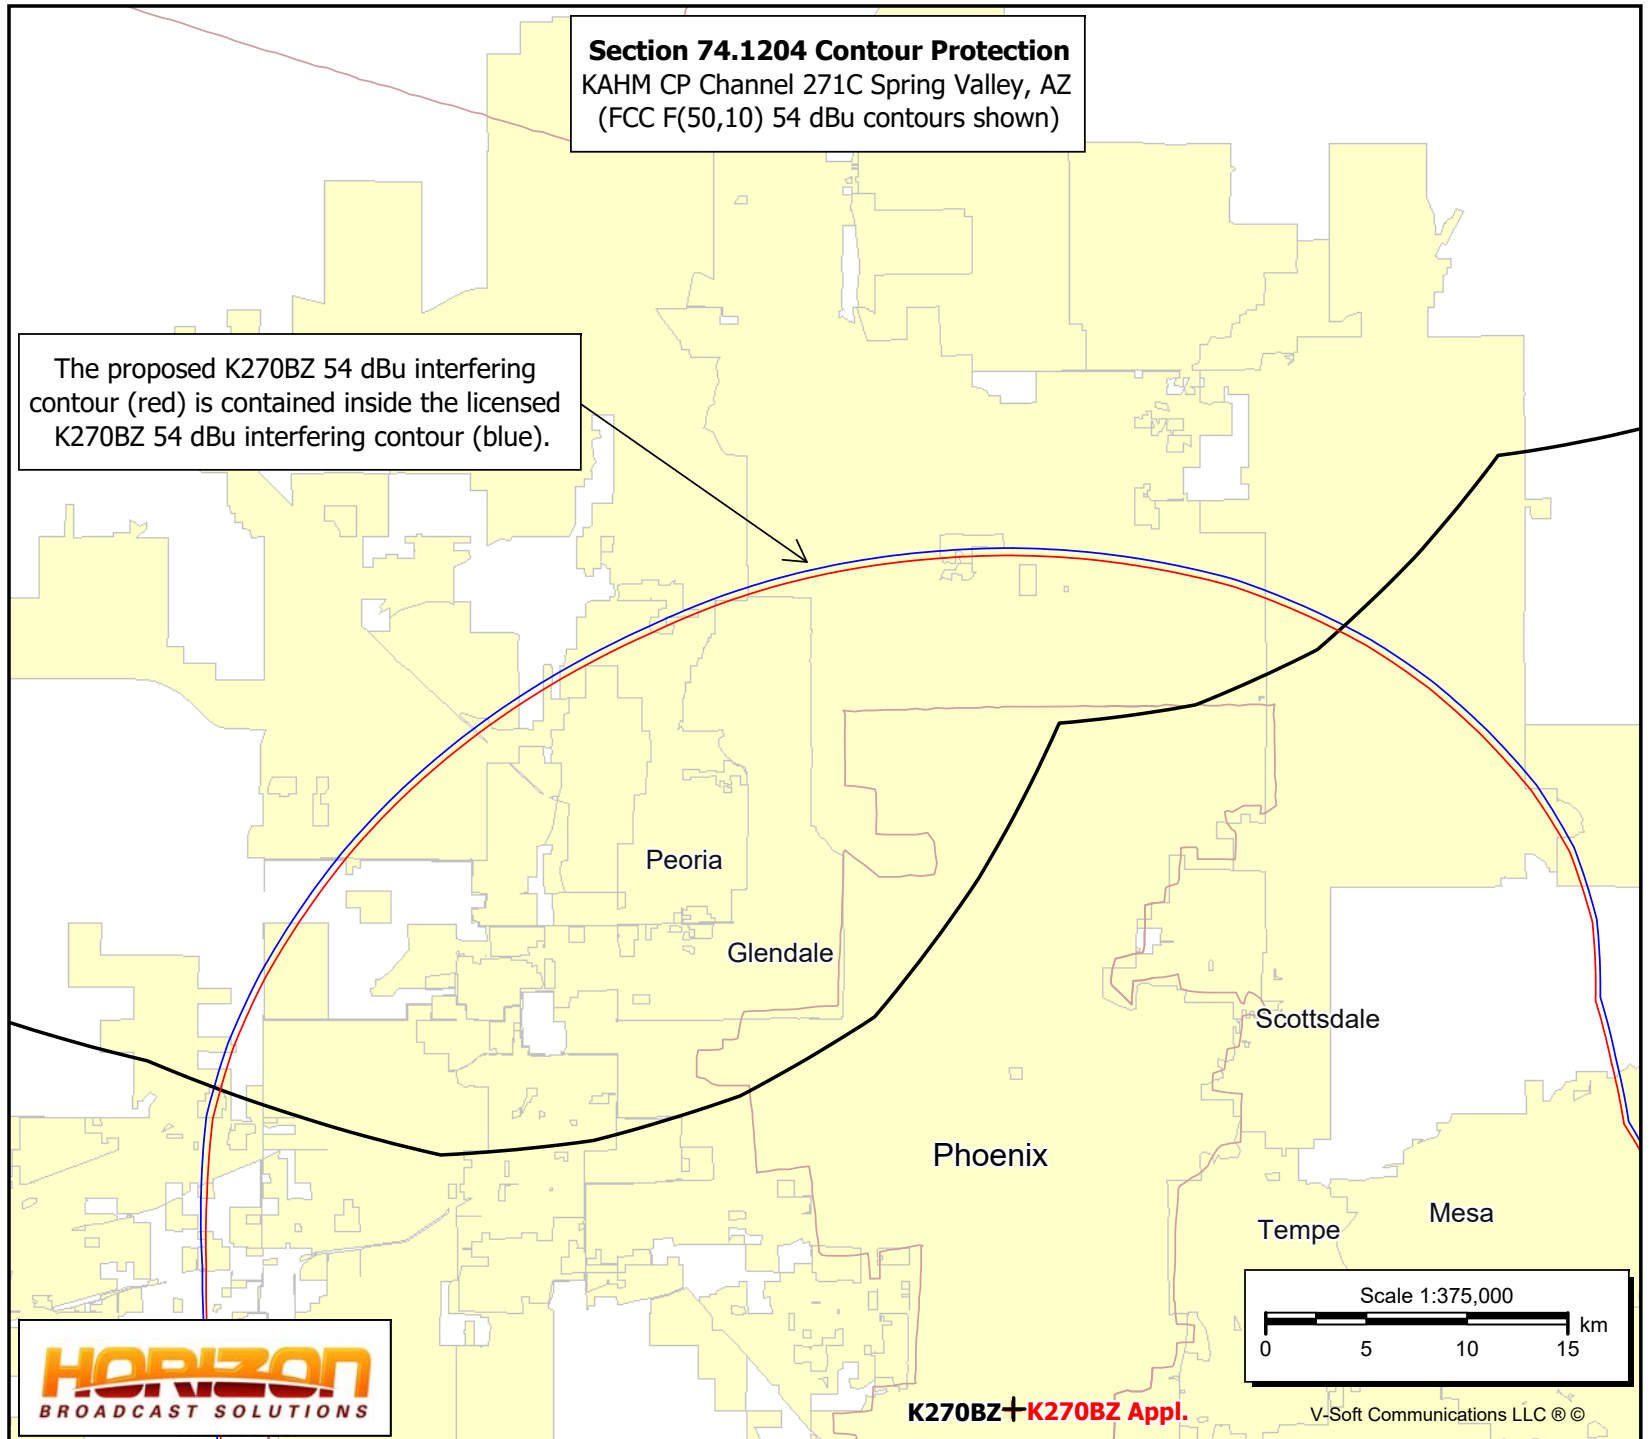 Section 74.1204 Contour Protection
KAHM CP Channel 271C Spring Valley, AZ
(FCC F(50,10) 54 dBu contours shown)
The proposed K270BZ 54 dBu interfering
contour (red) is contained inside the licensed
K270BZ 54 dBu interfering contour (blue).
Peoria
Glendale
Scottsdale
Phoenix
Mesa
Tempe
Scale 1:375,000
km
0 5 10 15
HORIZON
BROADCAST SOLUTIONS
K270BZ K270BZ Appl.
V-Soft Communications LLC ® ©